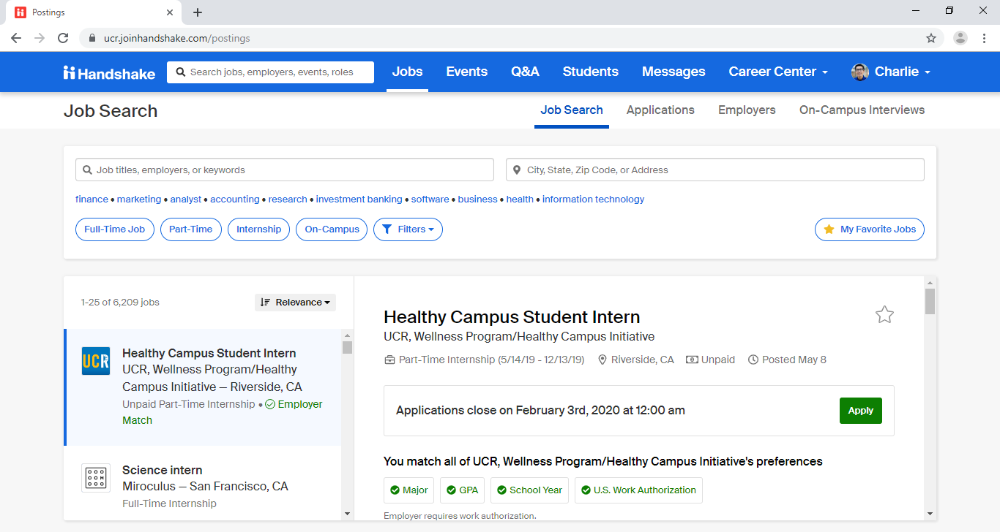 Postings
ucr.joinhandshake.com/postings
Handshake
Search jobs, employers, events, roles
Jobs
Events
Q&A
Students
Messages
Career Center
Charlie
Job Search
Job Search
Applications
Employers
On-Campus Interviews
Job titles, employers, or keywords
City, State, Zip Code, or Address
finance • marketing • analyst • accounting • research • investment banking • software • business • health • information technology
Full-Time Job
Part-Time
Internship
On-Campus
Filters
My Favorite Jobs
1-25 of 6,209 jobs
Relevance
UCR
Healthy Campus Student Intern
UCR, Wellness Program/Healthy
Campus Initiative — Riverside, CA
Unpaid Part-Time Internship • Employer
Match
Science intern
Miroculus — San Francisco, CA
Full-Time Internship
Healthy Campus Student Intern
UCR, Wellness Program/Healthy Campus Initiative
Part-Time Internship (5/14/19 - 12/13/19)
Riverside, CA
Unpaid
Posted May 8
Applications close on February 3rd, 2020 at 12:00 am
Apply
You match all of UCR, Wellness Program/Healthy Campus Initiative's preferences
Major
GPA
School Year
U.S. Work Authorization
Employer requires work authorization.